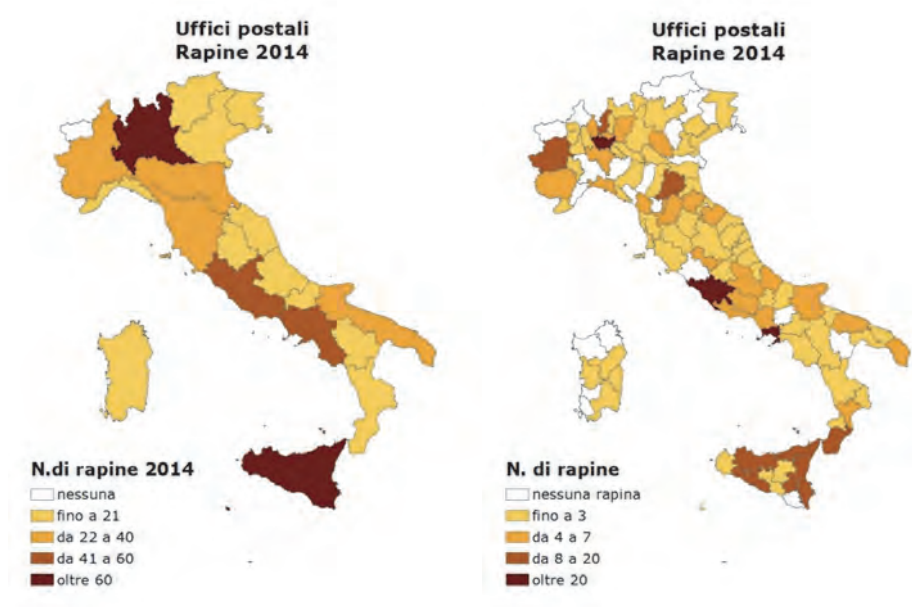 Uffici postali
Rapine 2014
N.di rapine 2014
nessuna
fino a 21
da 22 a 40
da 41 a 60
oltre 60
Uffici postali
Rapine 2014
N. di rapine
nessuna rapina
fino a 3
da 4 a 7
da 8 a 20
oltre 20